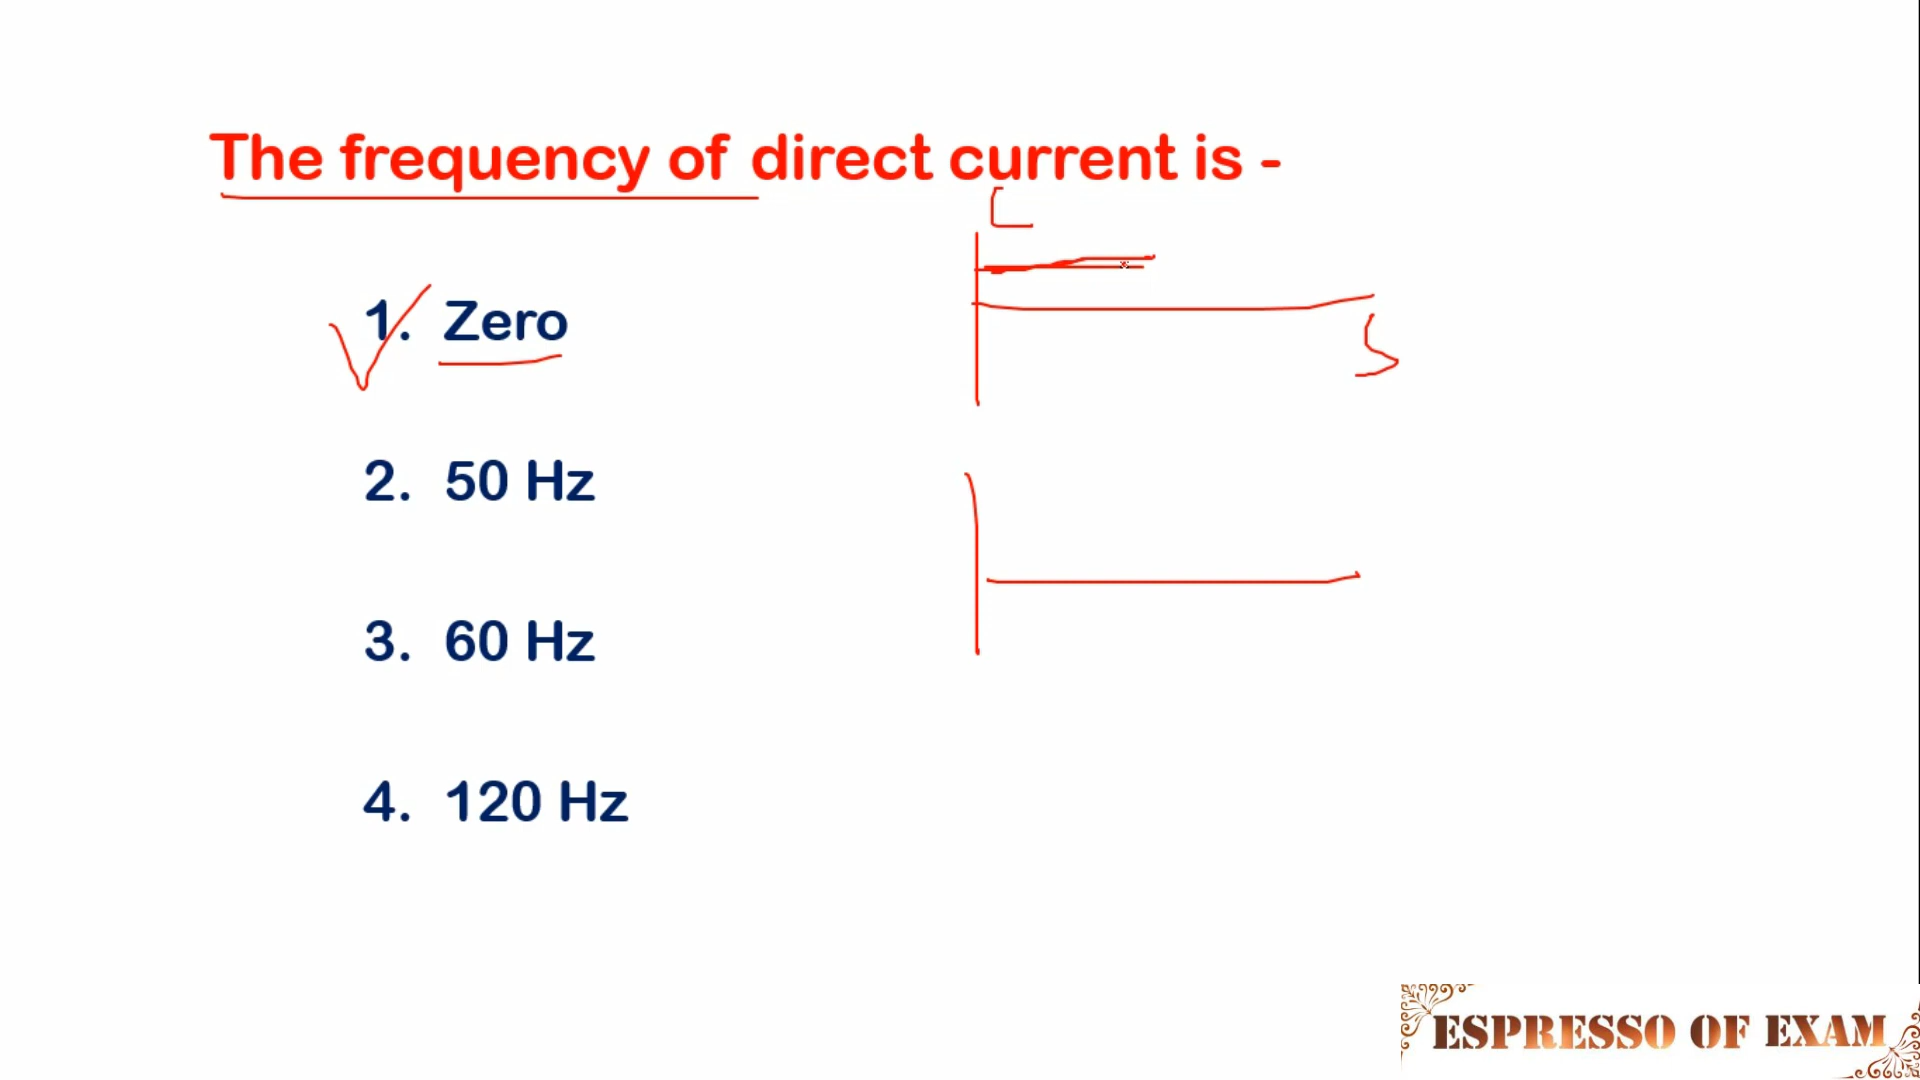 The frequency of direct current is -
1. Zero
2. 50 Hz
3. 60 Hz
4. 120 Hz
ESPRESSO OF EXAM